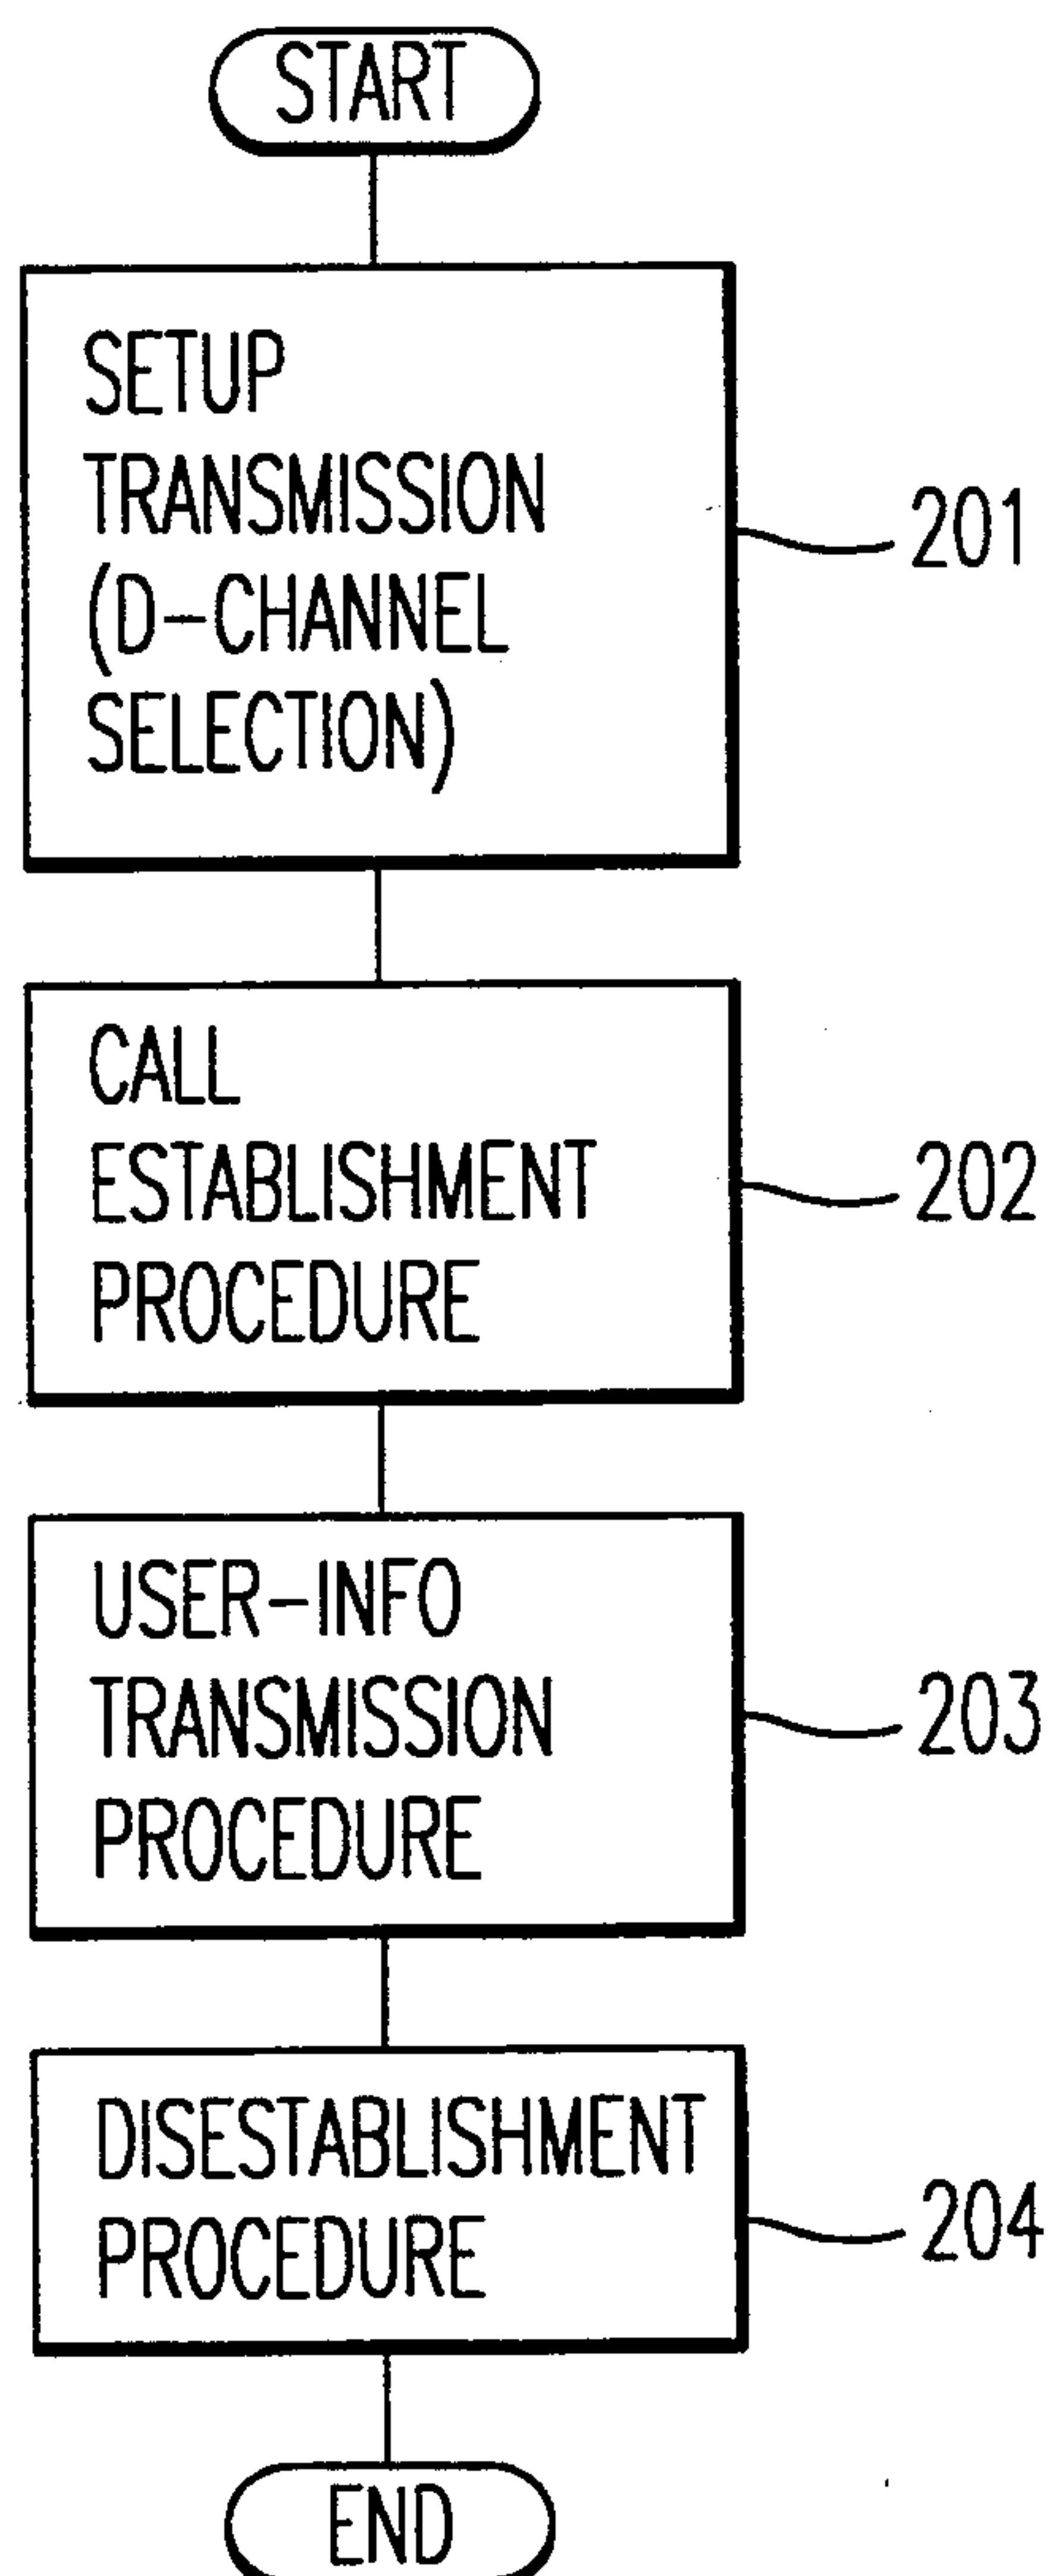 START
SETUP
TRANSMISSION
(D-CHANNEL
SELECTION)
201
CALL
ESTABLISHMENT
PROCEDURE
202
USER-INFO
TRANSMISSION
PROCEDURE
203
DISESTABLISHMENT
PROCEDURE
204
END